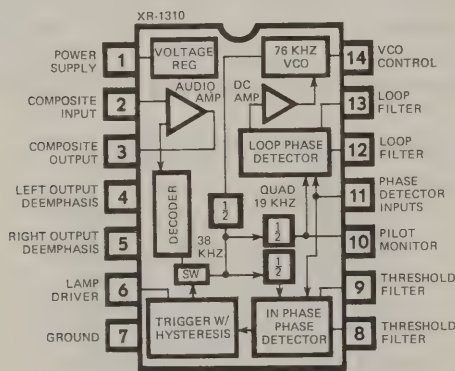 XR-1310
POWER
SUPPLY
1
COMPOSITE
INPUT
2
COMPOSITE
OUTPUT
3
LEFT OUTPUT
DEEMPHASIS
4
RIGHT OUTPUT
DEEMPHASIS
5
LAMP
DRIVER
6
GROUND
7
VOLTAGE
REG
AUDIO
AMP
DECODER
SW
38
KHZ
TRIGGER W/
HYSTERESIS
76 KHZ
VCO
DC
AMP
LOOP PHASE
DETECTOR
1/2
QUAD
19 KHZ
1/2
1/2
IN PHASE
PHASE
DETECTOR
14
VCO
CONTROL
13
LOOP
FILTER
12
LOOP
FILTER
11
PHASE
DETECTOR
INPUTS
10
PILOT
MONITOR
9
THRESHOLD
FILTER
8
THRESHOLD
FILTER